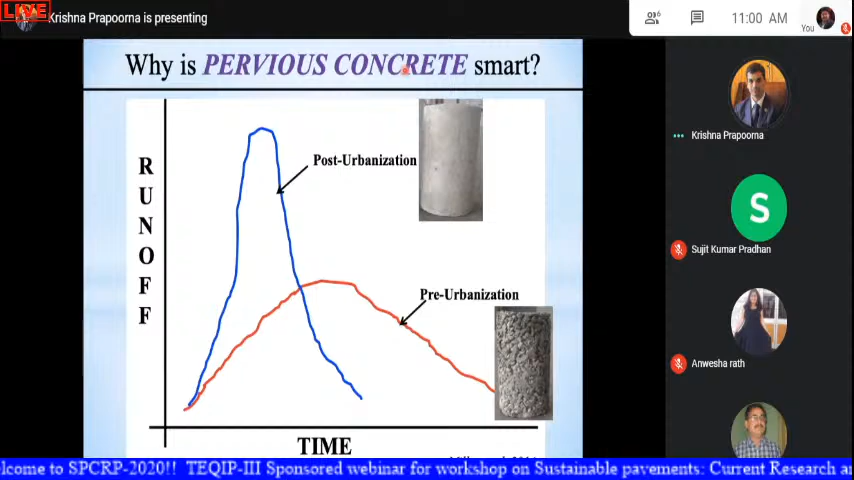 LIVE
Krishna Prapoorna is presenting
6
11:00 AM
You
Why is PERVIOUS CONCRETE smart?
RUNOFF
Post-Urbanization
Pre-Urbanization
TIME
Krishna Prapoorna
S
Sujit Kumar Pradhan
Anwesha rath
lcome to SPCRP-2020!! TEQIP-III Sponsored webinar for workshop on Sustainable pavements: Current Research a